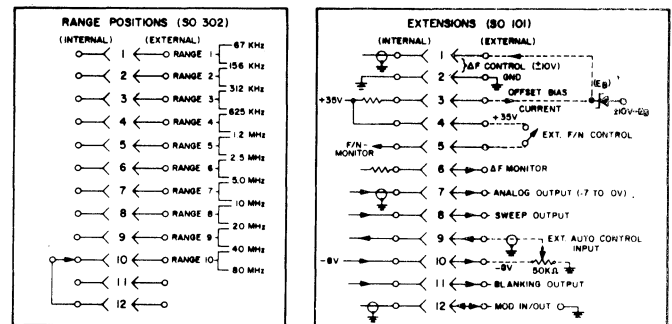 RANGE POSITIONS (SO 302)
(INTERNAL) (EXTERNAL)
1 RANGE 1
67 KHz
2 RANGE 2
156 KHz
3 RANGE 3
312 KHz
4 RANGE 4
625 KHz
5 RANGE 5
1.2 MHz
6 RANGE 6
2.5 MHz
7 RANGE 7
5.0 MHz
8 RANGE 8
10 MHz
9 RANGE 9
20 MHz
10 RANGE 10
40 MHz
80 MHz
11
12
EXTENSIONS (SO 101)
(INTERNAL) (EXTERNAL)
1
ΔF CONTROL (±10V)
2 GND
+35V 3 OFFSET BIAS
CURRENT
(EB)
±10V-EB
4 +35V
EXT. F/N CONTROL
F/N-
MONITOR
5
6 ΔF MONITOR
7 ANALOG OUTPUT (-7 TO 0V)
8 SWEEP OUTPUT
9 EXT. AUTO CONTROL
INPUT
-8V 10 -8V
50KΩ
11 BLANKING OUTPUT
12 MOD IN/OUT